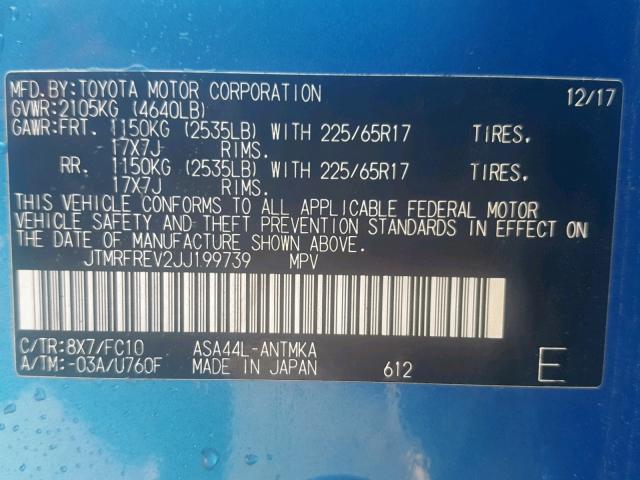 MFD.BY:TOYOTA MOTOR CORPORATION 12/17
GVWR:2105KG (4640LB)
GAWR:FRT. 1150KG (2535LB) WITH 225/65R17 TIRES.
17X7J RIMS.
RR. 1150KG (2535LB) WITH 225/65R17 TIRES.
17X7J RIMS.
THIS VEHICLE CONFORMS TO ALL APPLICABLE FEDERAL MOTOR
VEHICLE SAFETY AND THEFT PREVENTION STANDARDS IN EFFECT ON
THE DATE OF MANUFACTURE SHOWN ABOVE.
JTMRFREV2JJ199739 MPV
C/TR:8X7/FC10 ASA44L-ANTMKA
A/TM:-03A/U760F MADE IN JAPAN 612 E